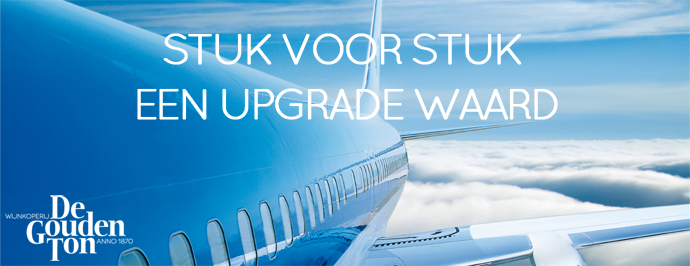 STUK VOOR STUK
EEN UPGRADE WAARD
WIJNKOPERIJ
De
Gouden
Ton
ANNO 1870